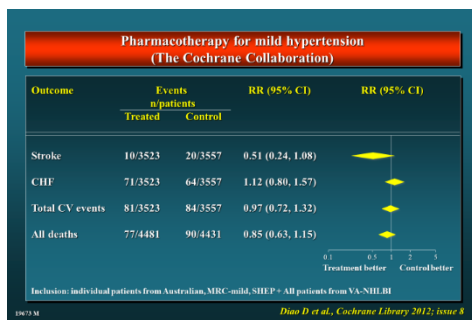 Pharmacotherapy for mild hypertension
(The Cochrane Collaboration)
Outcome Events RR (95% CI) RR (95% CI)
n/patients
Treated Control
Stroke 10/3523 20/3557 0.51 (0.24, 1.08)
CHF 71/3523 64/3557 1.12 (0.80, 1.57)
Total CV events 81/3523 84/3557 0.97 (0.72, 1.32)
All deaths 77/4481 90/4431 0.85 (0.63, 1.15)
0.1 0.5 1 2 5
Treatment better Control better
Inclusion: individual patients from Australian, MRC-mild, SHEP + All patients from VA-NHLBI
19673 M
Diao D et al., Cochrane Library 2012; issue 8